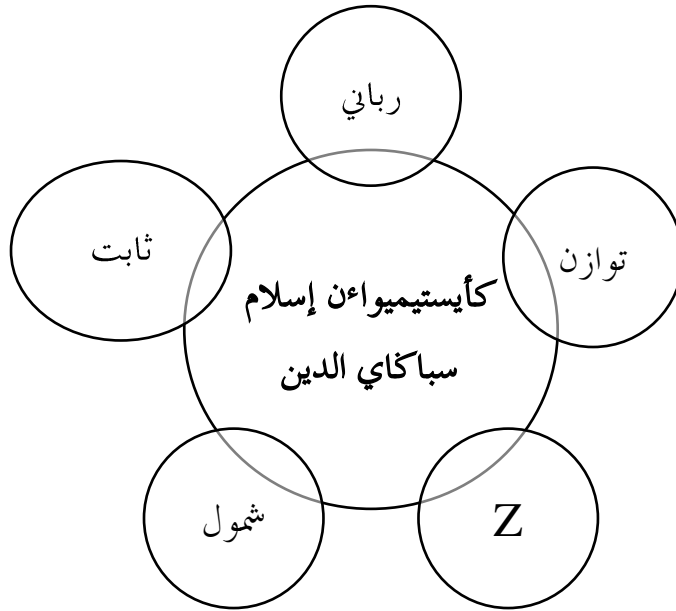 رباني
توازن
ثابت
كأيستيميواءن إسلام
سباڬاي الدين
شمول
Z